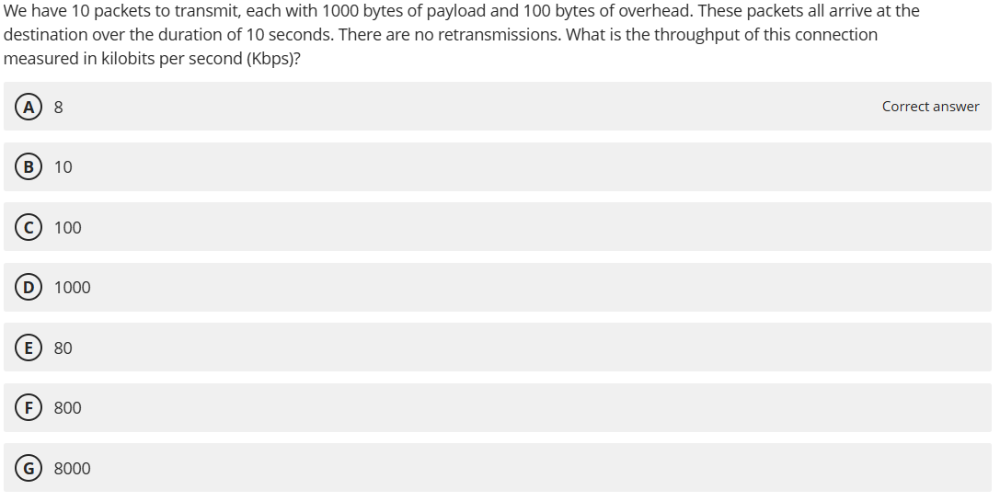 We have 10 packets to transmit, each with 1000 bytes of payload and 100 bytes of overhead. These packets all arrive at the
destination over the duration of 10 seconds. There are no retransmissions. What is the throughput of this connection
measured in kilobits per second (Kbps)?
A 8 Correct answer
B 10
C 100
D 1000
E 80
F 800
G 8000